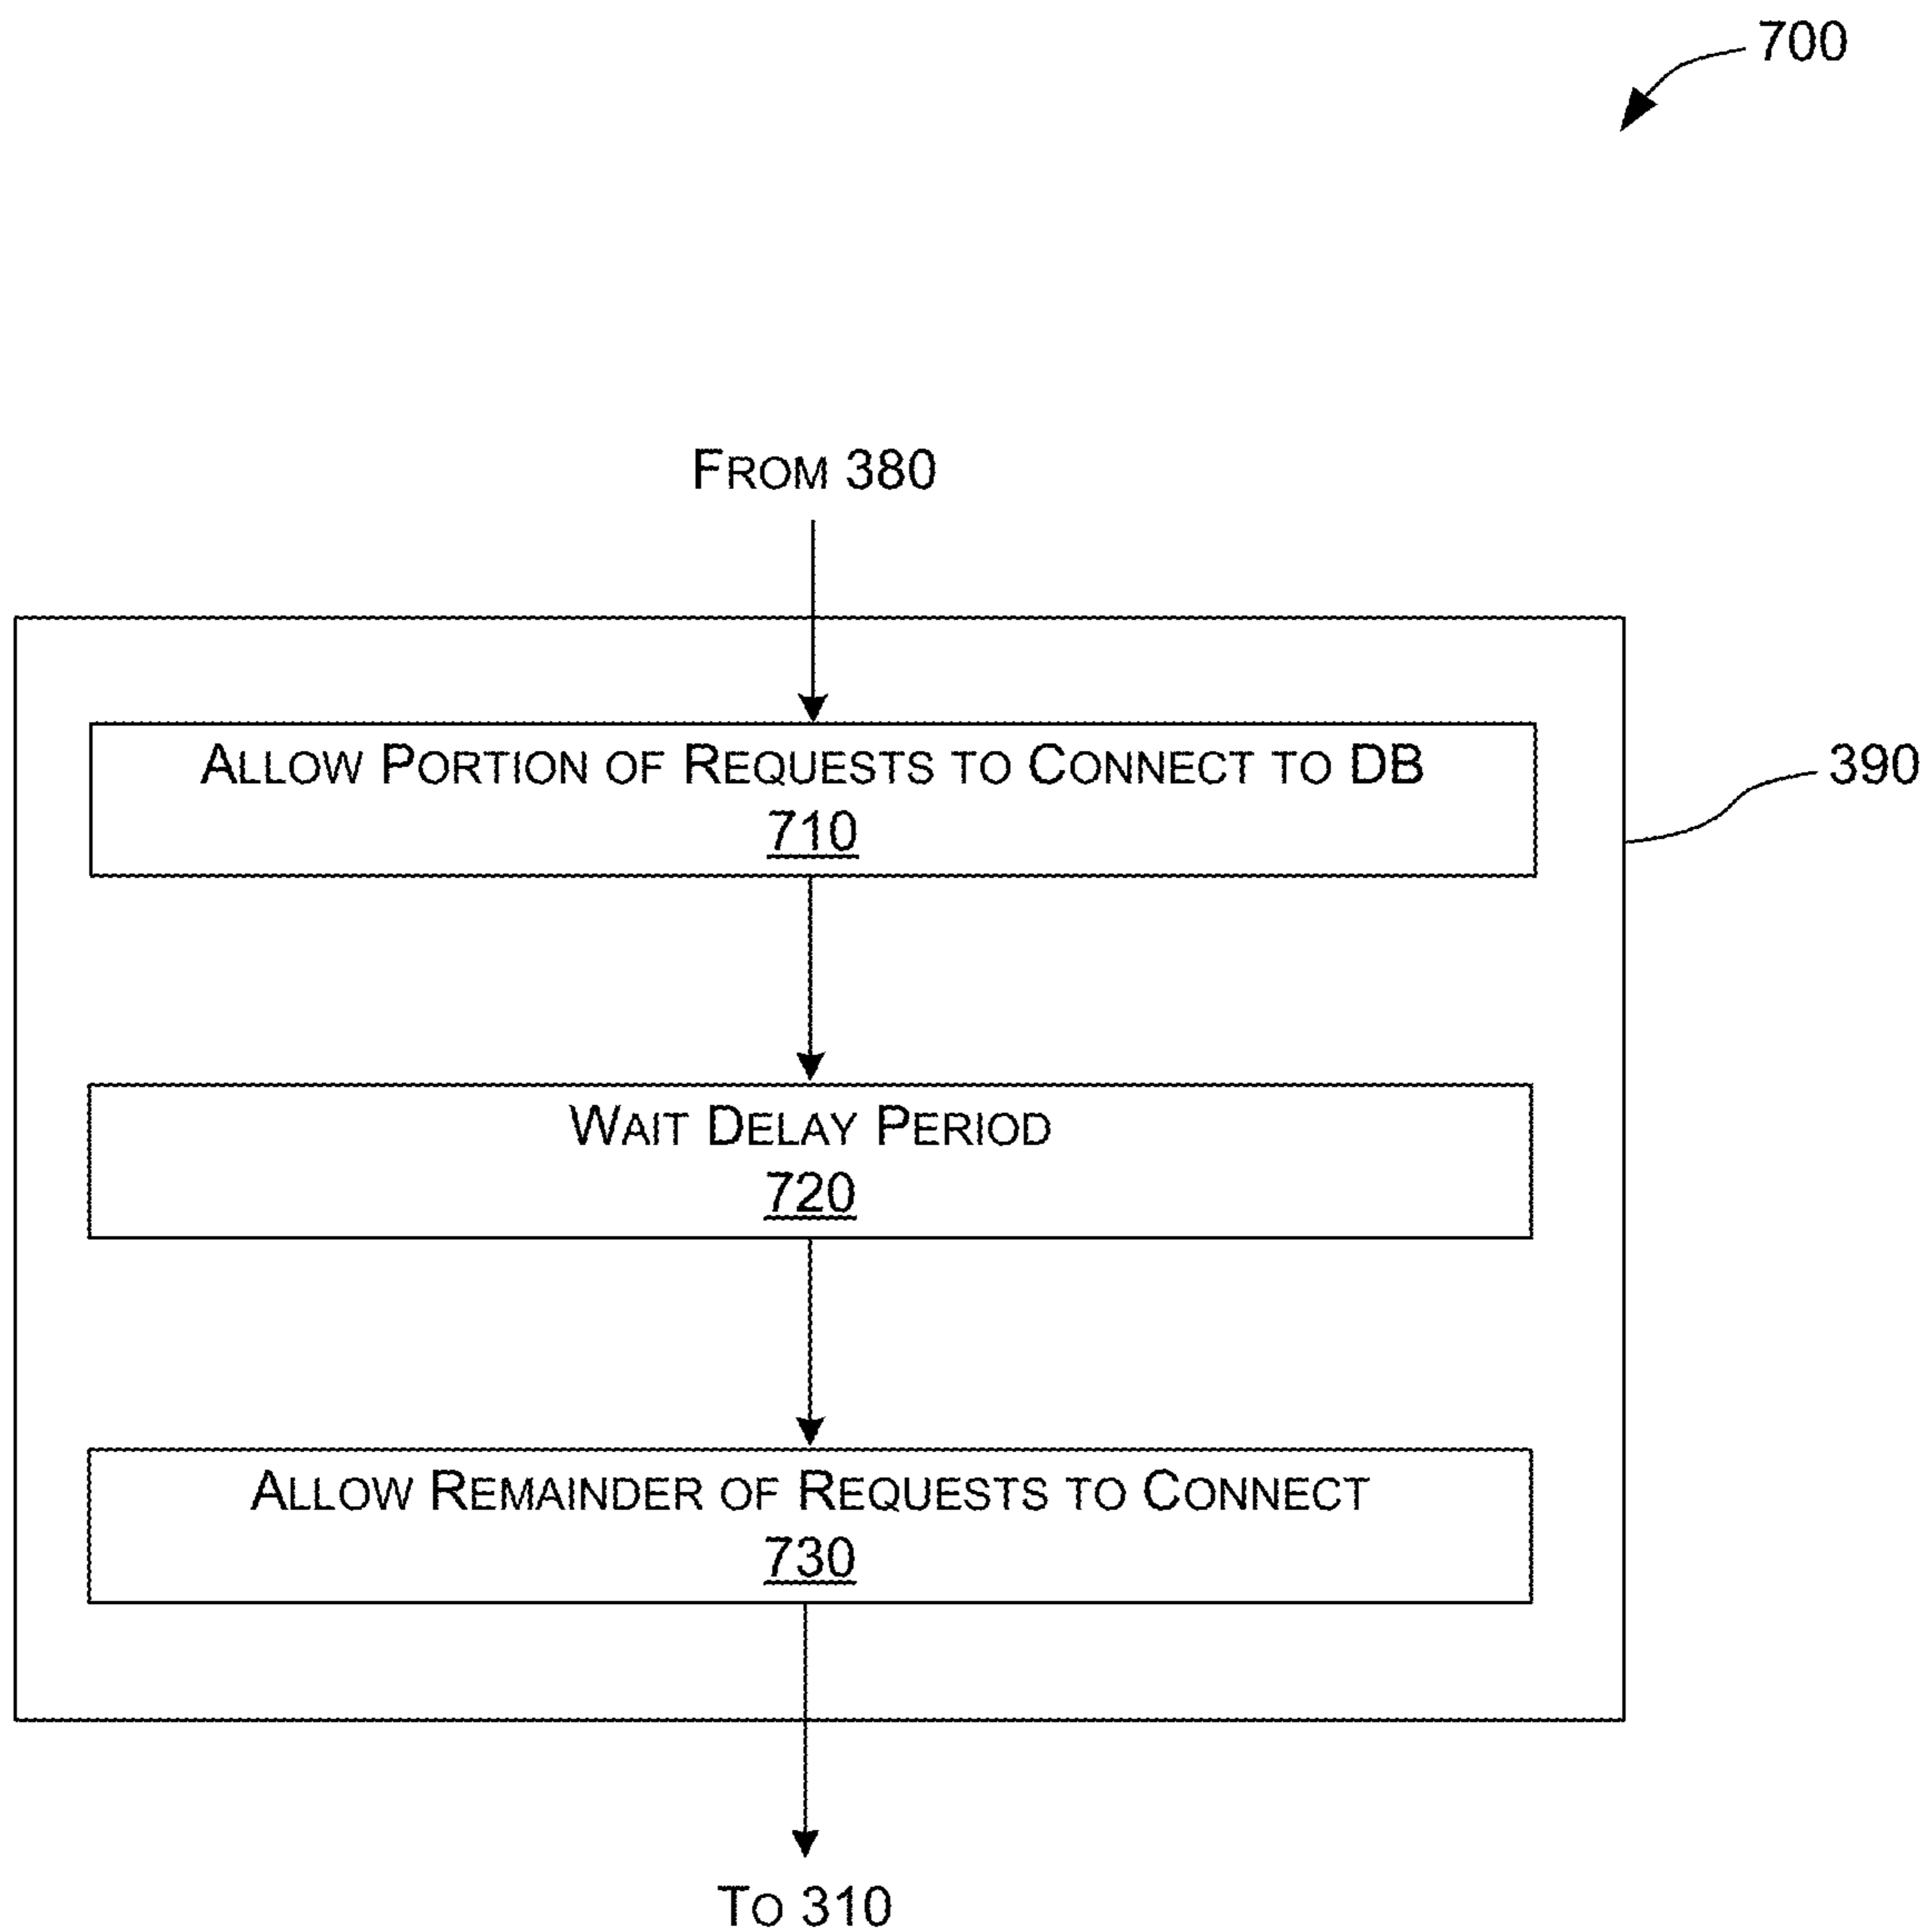 700
FROM 380
ALLOW PORTION OF REQUESTS TO CONNECT TO DB
710
390
WAIT DELAY PERIOD
720
ALLOW REMAINDER OF REQUESTS TO CONNECT
730
TO 310